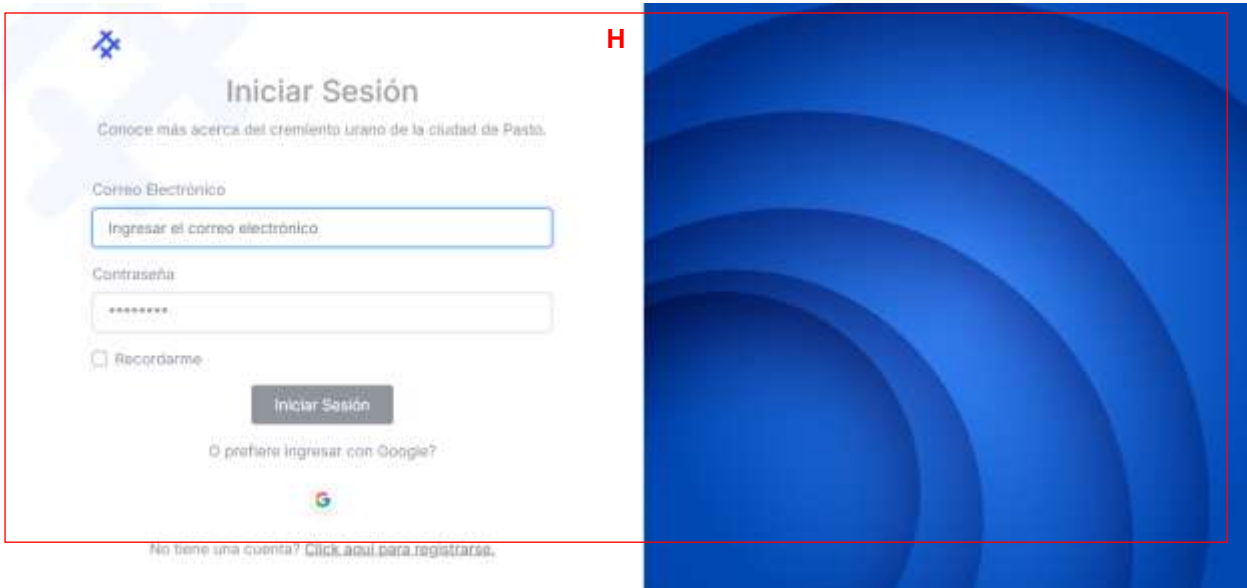 H
Iniciar Sesión
Conoce más acerca del cremiento urano de la ciudad de Pasto.
Correo Electrónico
Ingresar el correo electrónico
Contraseña
********
Recordarme
Iniciar Sesión
O prefiere ingresar con Google?
G
No tiene una cuenta? Click aquí para registrarse.